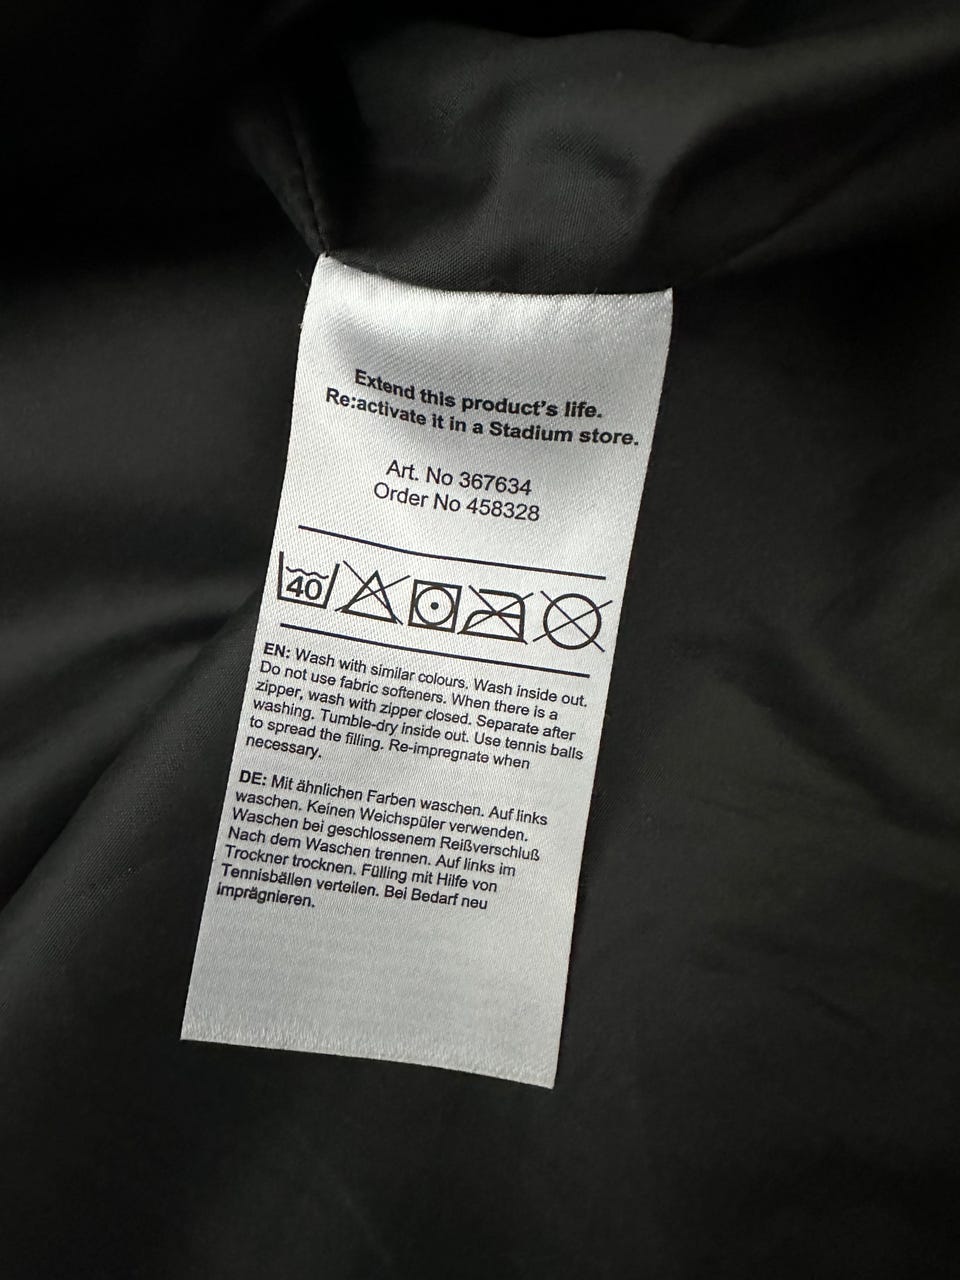 Extend this product's life.
Re:activate it in a Stadium store.
Art. No 367634
Order No 458328
40
EN: Wash with similar colours. Wash inside out.
Do not use fabric softeners. When there is a
zipper, wash with zipper closed. Separate after
washing. Tumble-dry inside out. Use tennis balls
to spread the filling. Re-impregnate when
necessary.
DE: Mit ähnlichen Farben waschen. Auf links
waschen. Keinen Weichspüler verwenden.
Waschen bei geschlossenem Reißverschluß
Nach dem Waschen trennen. Auf links im
Trockner trocknen. Fülling mit Hilfe von
Tennisbällen verteilen. Bei Bedarf neu
imprägnieren.